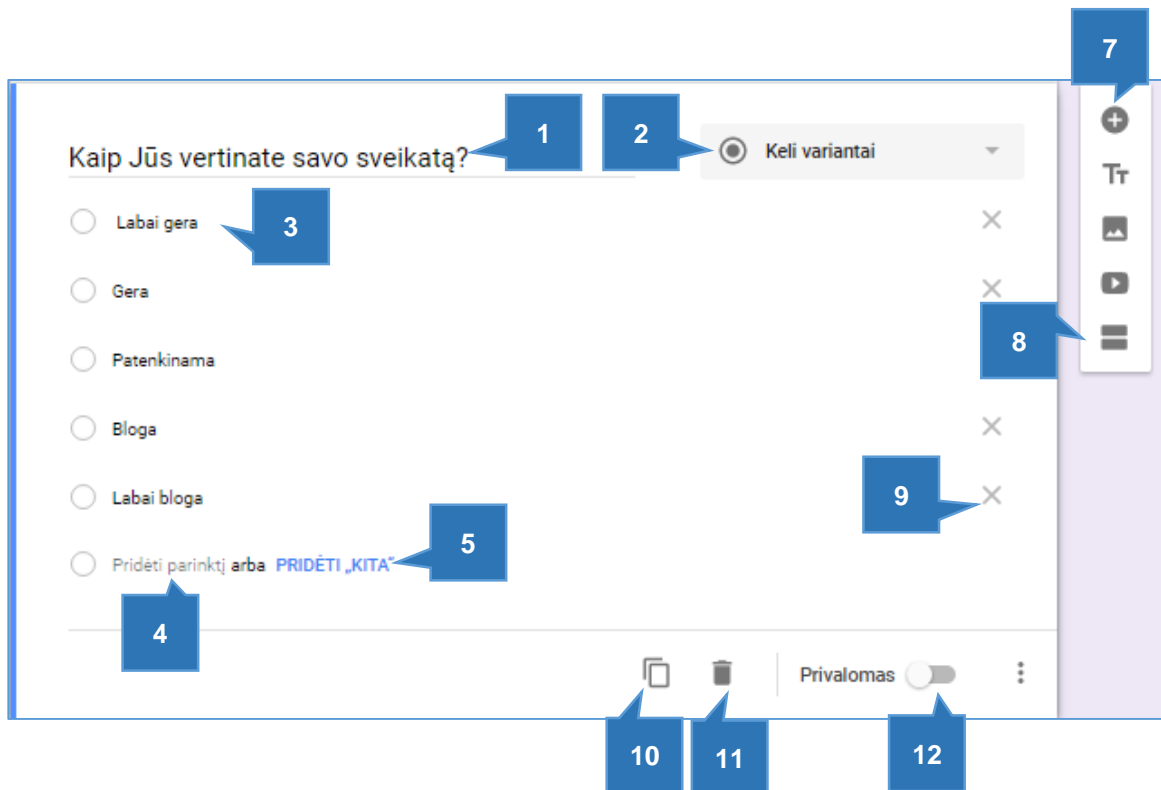 7
Kaip Jūs vertinate savo sveikatą?
1
2
Keli variantai
Tт
Labai gera
3
Gera
8
Patenkinama
Bloga
Labai bloga
9
Pridėti parinktį arba PRIDĖTI „KITA“
5
4
Privalomas
10
11
12